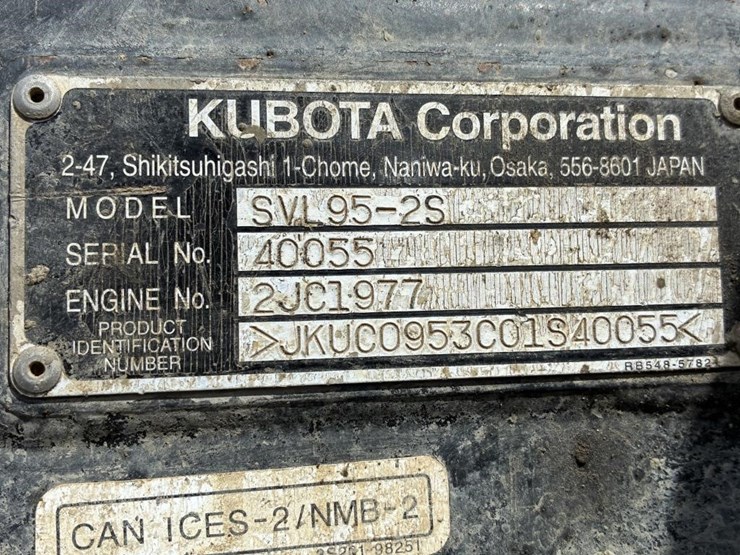 KUBOTA Corporation
2-47, Shikitsuhigashi 1-Chome, Naniwa-ku, Osaka, 556-8601 JAPAN
MODEL SVL95-2S
SERIAL No. 40055
ENGINE No. 2JC1977
PRODUCT IDENTIFICATION NUMBER >JKUC0953C01S40055<
RB548-5782
CAN ICES-2/NMB-2